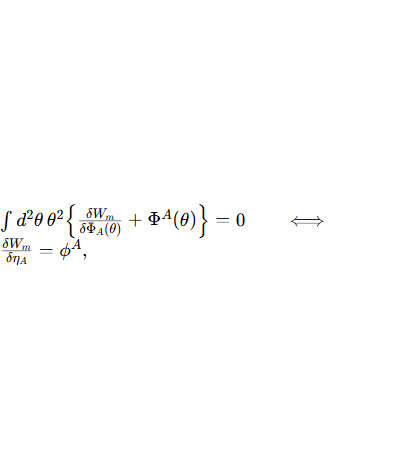 ∫ d²θ θ² { δW_m / δΦ_A(θ) + Φ^A(θ) } = 0 ⟺
δW_m / δη_A = ϕ^A,